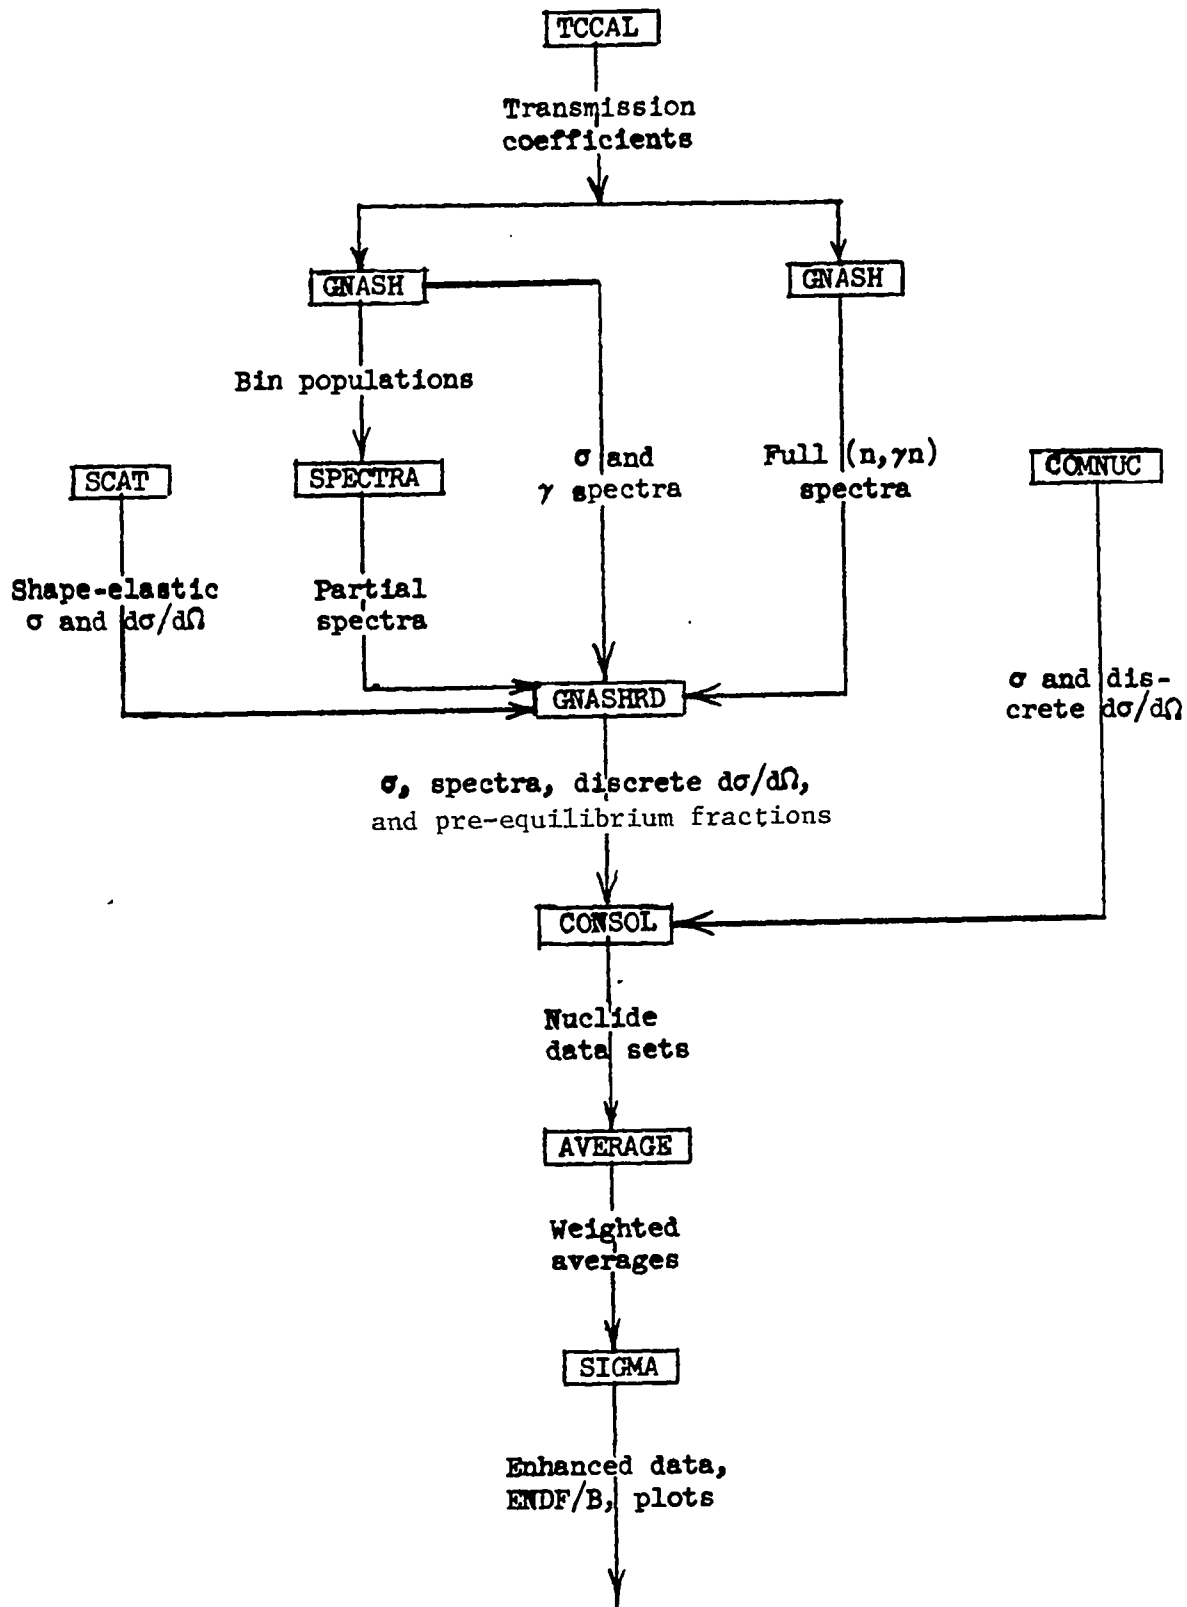 TCCAL
Transmission
coefficients
GNASH
GNASH
Bin populations
σ and
γ spectra
Full (n,γn)
spectra
SCAT
SPECTRA
COMNUC
Shape-elastic
σ and dσ/dΩ
Partial
spectra
GNASHRD
σ and dis-
crete dσ/dΩ
σ, spectra, discrete dσ/dΩ,
and pre-equilibrium fractions
CONSOL
Nuclide
data sets
AVERAGE
Weighted
averages
SIGMA
Enhanced data,
ENDF/B, plots